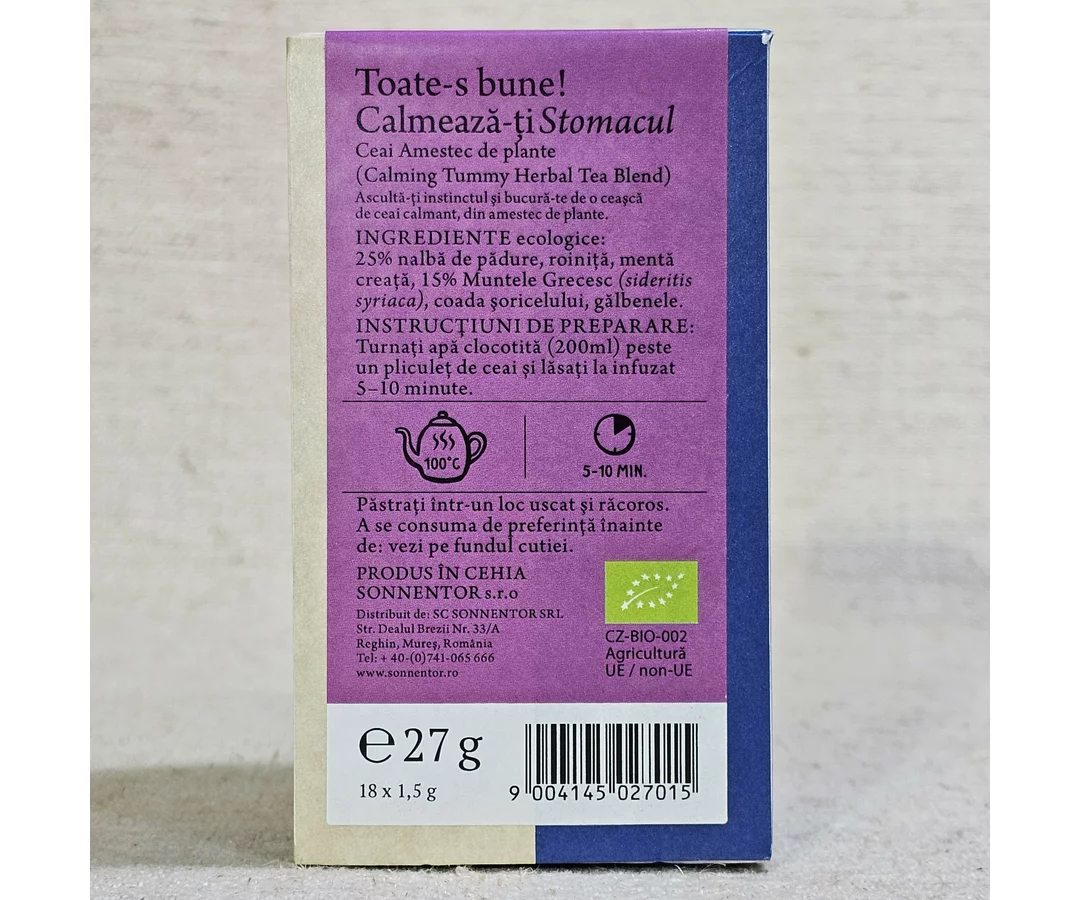 Toate-s bune!
Calmează-ţi Stomacul
Ceai Amestec de plante
(Calming Tummy Herbal Tea Blend)
Ascultă-ţi instinctul şi bucură-te de o ceaşcă
de ceai calmant, din amestec de plante.
INGREDIENTE ecologice:
25% nalbă de pădure, roiniţă, mentă
creaţă, 15% Muntele Grecesc (sideritis
syriaca), coada şoricelului, gălbenele.
INSTRUCŢIUNI DE PREPARARE:
Turnaţi apă clocotită (200ml) peste
un pliculeţ de ceai şi lăsaţi la infuzat
5–10 minute.
100°C
5-10 MIN.
Păstraţi într-un loc uscat şi răcoros.
A se consuma de preferinţă înainte
de: vezi pe fundul cutiei.
PRODUS ÎN CEHIA
SONNENTOR s.r.o
Distribuit de: SC SONNENTOR SRL
Str. Dealul Brezii Nr. 33/A
Reghin, Mureş, România
Tel: + 40-(0)741-065 666
www.sonnentor.ro
CZ-BIO-002
Agricultură
UE / non-UE
℮ 27 g
18 x 1,5 g
9 004145 027015